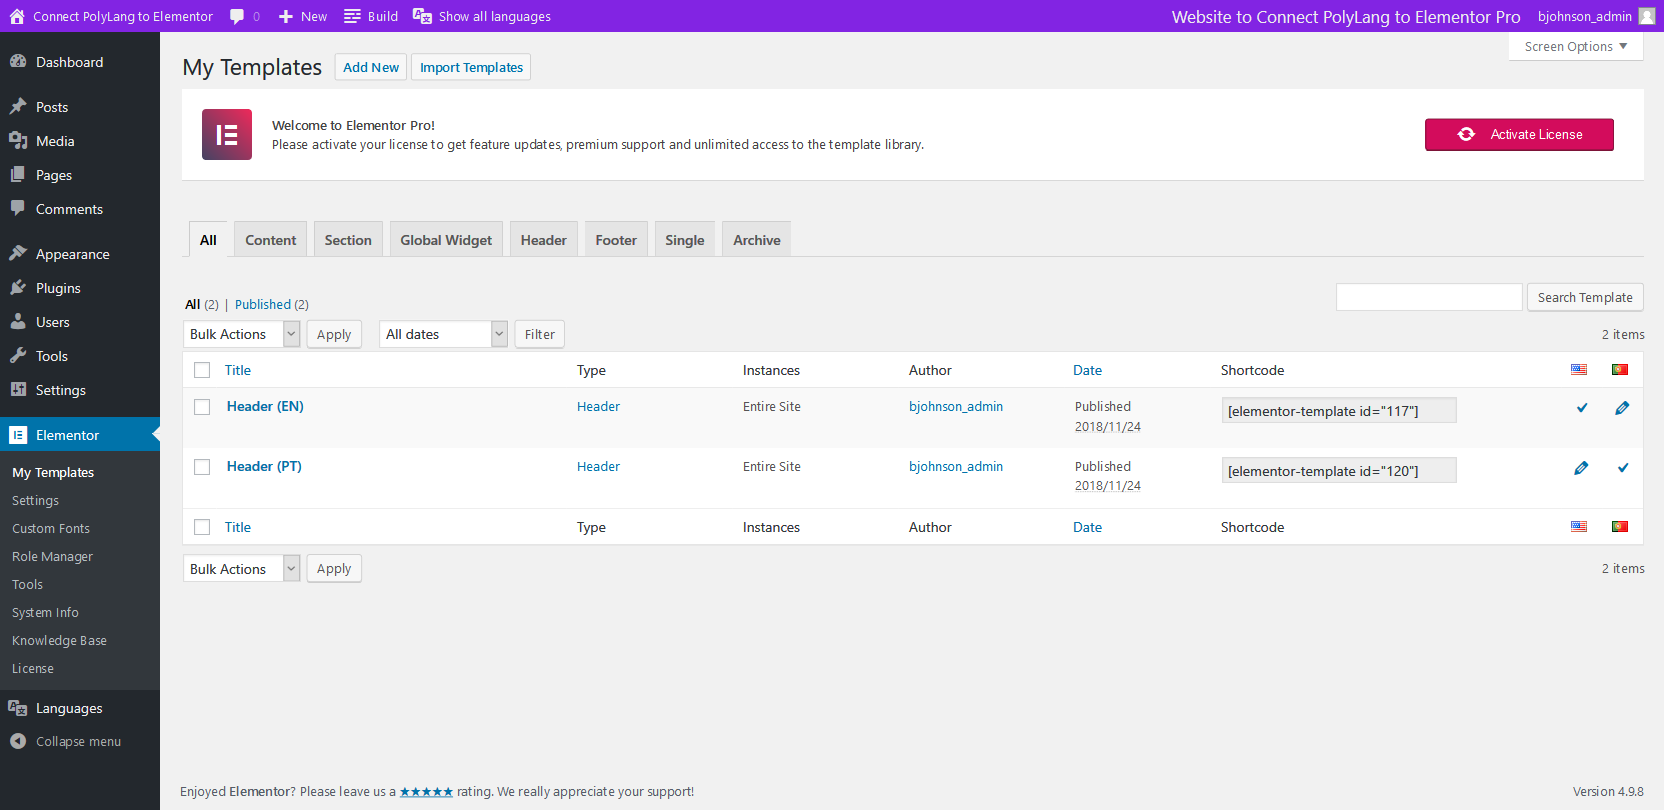 Connect PolyLang to Elementor 0 New Build Show all languages Website to Connect PolyLang to Elementor Pro bjohnson_admin
Screen Options
Dashboard
Posts
Media
Pages
Comments
Appearance
Plugins
Users
Tools
Settings
Elementor
My Templates
Settings
Custom Fonts
Role Manager
Tools
System Info
Knowledge Base
License
Languages
Collapse menu
My Templates Add New Import Templates
Welcome to Elementor Pro!
Please activate your license to get feature updates, premium support and unlimited access to the template library.
Activate License
All Content Section Global Widget Header Footer Single Archive
All (2) | Published (2)
Search Template
Bulk Actions Apply All dates Filter 2 items
Title Type Instances Author Date Shortcode
Header (EN) Header Entire Site bjohnson_admin Published
2018/11/24
[elementor-template id="117"]
Header (PT) Header Entire Site bjohnson_admin Published
2018/11/24
[elementor-template id="120"]
Title Type Instances Author Date Shortcode
Bulk Actions Apply 2 items
Enjoyed Elementor? Please leave us a ★★★★★ rating. We really appreciate your support! Version 4.9.8